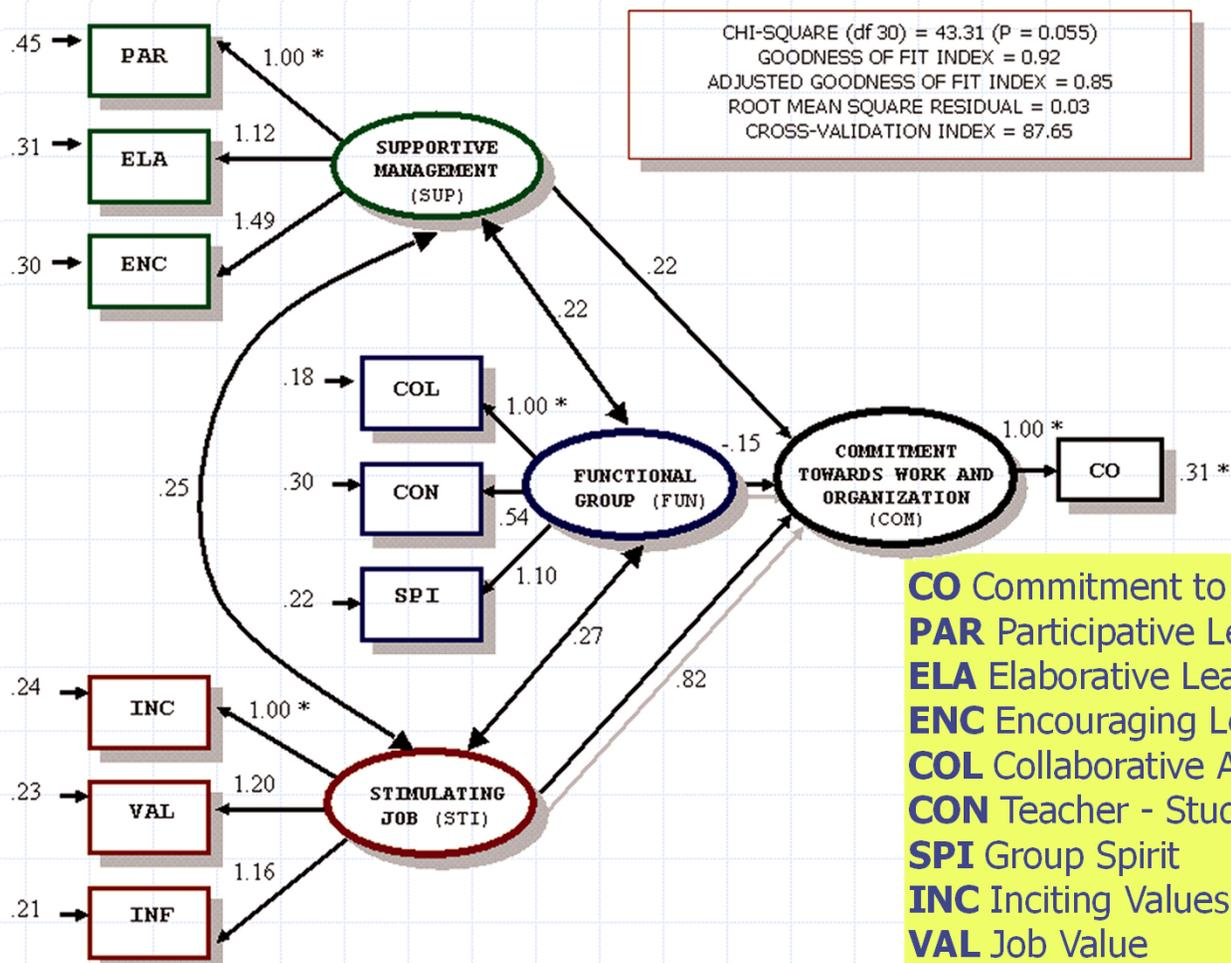 CHI-SQUARE (df 30) = 43.31 (P = 0.055)
GOODNESS OF FIT INDEX = 0.92
ADJUSTED GOODNESS OF FIT INDEX = 0.85
ROOT MEAN SQUARE RESIDUAL = 0.03
CROSS-VALIDATION INDEX = 87.65
.45
PAR
1.00 *
.31
ELA
1.12
.30
ENC
1.49
SUPPORTIVE
MANAGEMENT
(SUP)
.22
.22
.25
.18
COL
1.00 *
.30
CON
.54
.22
SPI
1.10
FUNCTIONAL
GROUP (FUN)
-.15
COMMITMENT
TOWARDS WORK AND
ORGANIZATION
(COM)
1.00 *
CO
.31 *
.27
.82
.24
INC
1.00 *
.23
VAL
1.20
.21
INF
1.16
STIMULATING
JOB (STI)
CO Commitment to
PAR Participative
ELA Elaborative
ENC Encouraging
COL Collaborative
CON Teacher -
SPI Group Spirit
INC Inciting Values
VAL Job Value